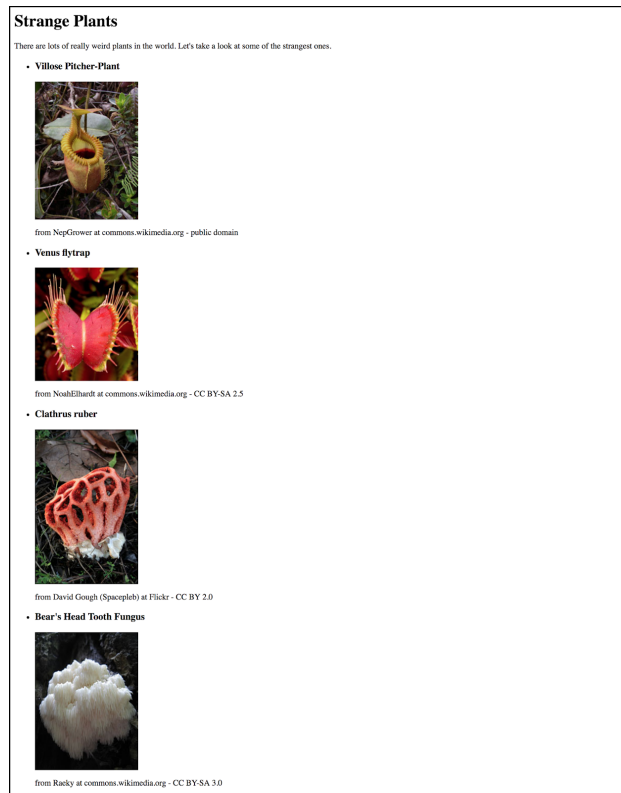 Strange Plants
There are lots of really weird plants in the world. Let's take a look at some of the strangest ones.
• Villose Pitcher-Plant
from NepGrower at commons.wikimedia.org - public domain
• Venus flytrap
from NoahElhardt at commons.wikimedia.org - CC BY-SA 2.5
• Clathrus ruber
from David Gough (Spacepleb) at Flickr - CC BY 2.0
• Bear's Head Tooth Fungus
from Raeky at commons.wikimedia.org - CC BY-SA 3.0